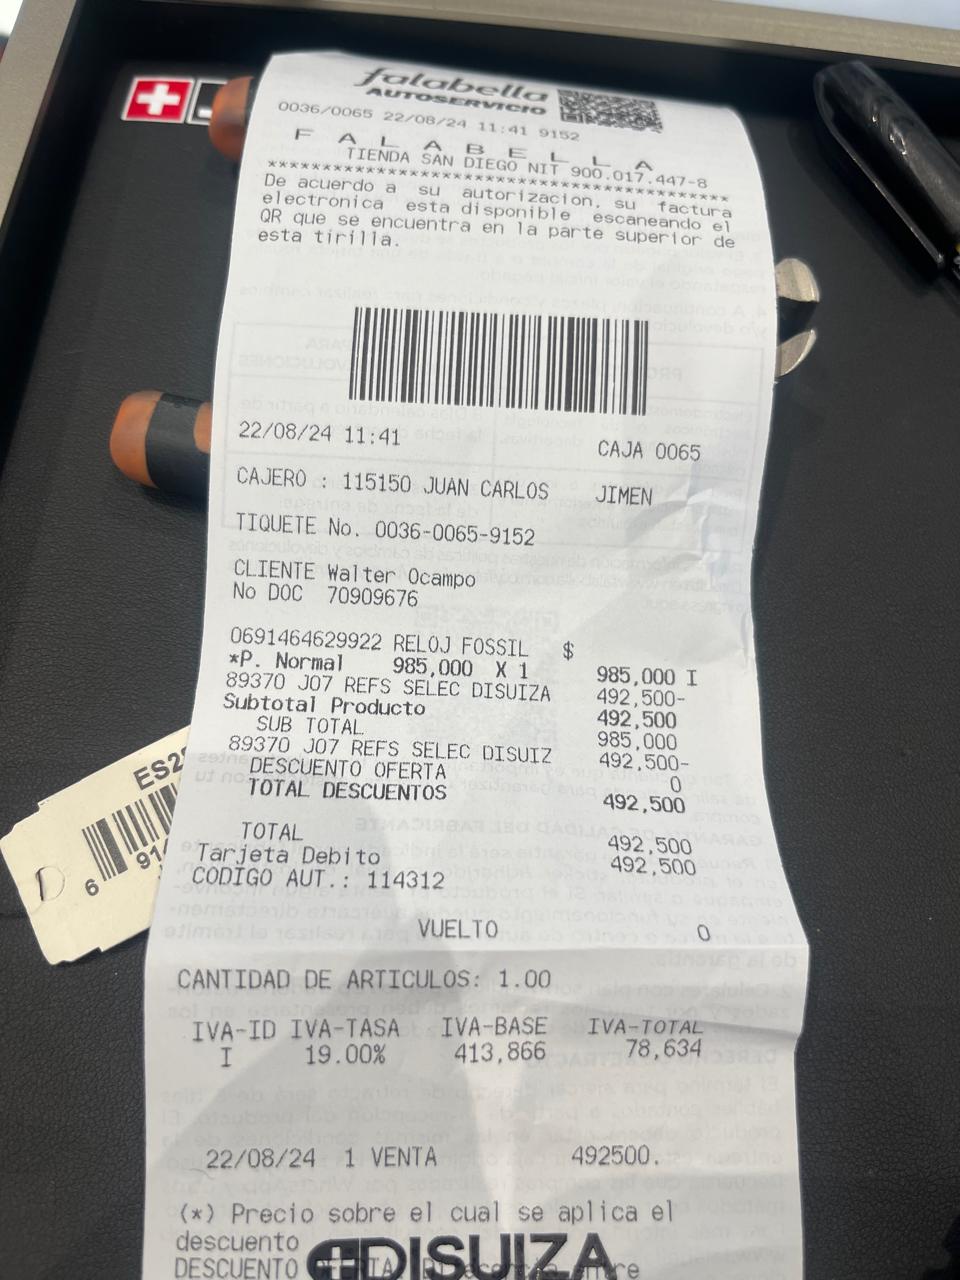 falabella
AUTOSERVICIO
0036/0065 22/08/24 11:41 9152
F A L A B E L L A
TIENDA SAN DIEGO NIT 900.017.447-8
****************************************
De acuerdo a su autorizacion, su factura
electronica esta disponible escaneando el
QR que se encuentra en la parte superior de
esta tirilla.
22/08/24 11:41 CAJA 0065
CAJERO : 115150 JUAN CARLOS JIMEN
TIQUETE No. 0036-0065-9152
CLIENTE Walter Ocampo
No DOC 70909676
0691464629922 RELOJ FOSSIL $ 985,000 I
*P. Normal 985,000 X 1
89370 J07 REFS SELEC DISUIZA 492,500-
Subtotal Producto 492,500
SUB TOTAL 985,000
89370 J07 REFS SELEC DISUIZ 492,500-
DESCUENTO OFERTA 0
TOTAL DESCUENTOS 492,500
TOTAL 492,500
Tarjeta Debito 492,500
CODIGO AUT.: 114312
VUELTO 0
CANTIDAD DE ARTICULOS: 1.00
IVA-ID IVA-TASA IVA-BASE IVA-TOTAL
I 19.00% 413,866 78,634
22/08/24 1 VENTA 492500.
(*) Precio sobre el cual se aplica el
descuento
DISUIZA
DESCUENTO OFERTA:
ES2
6 91